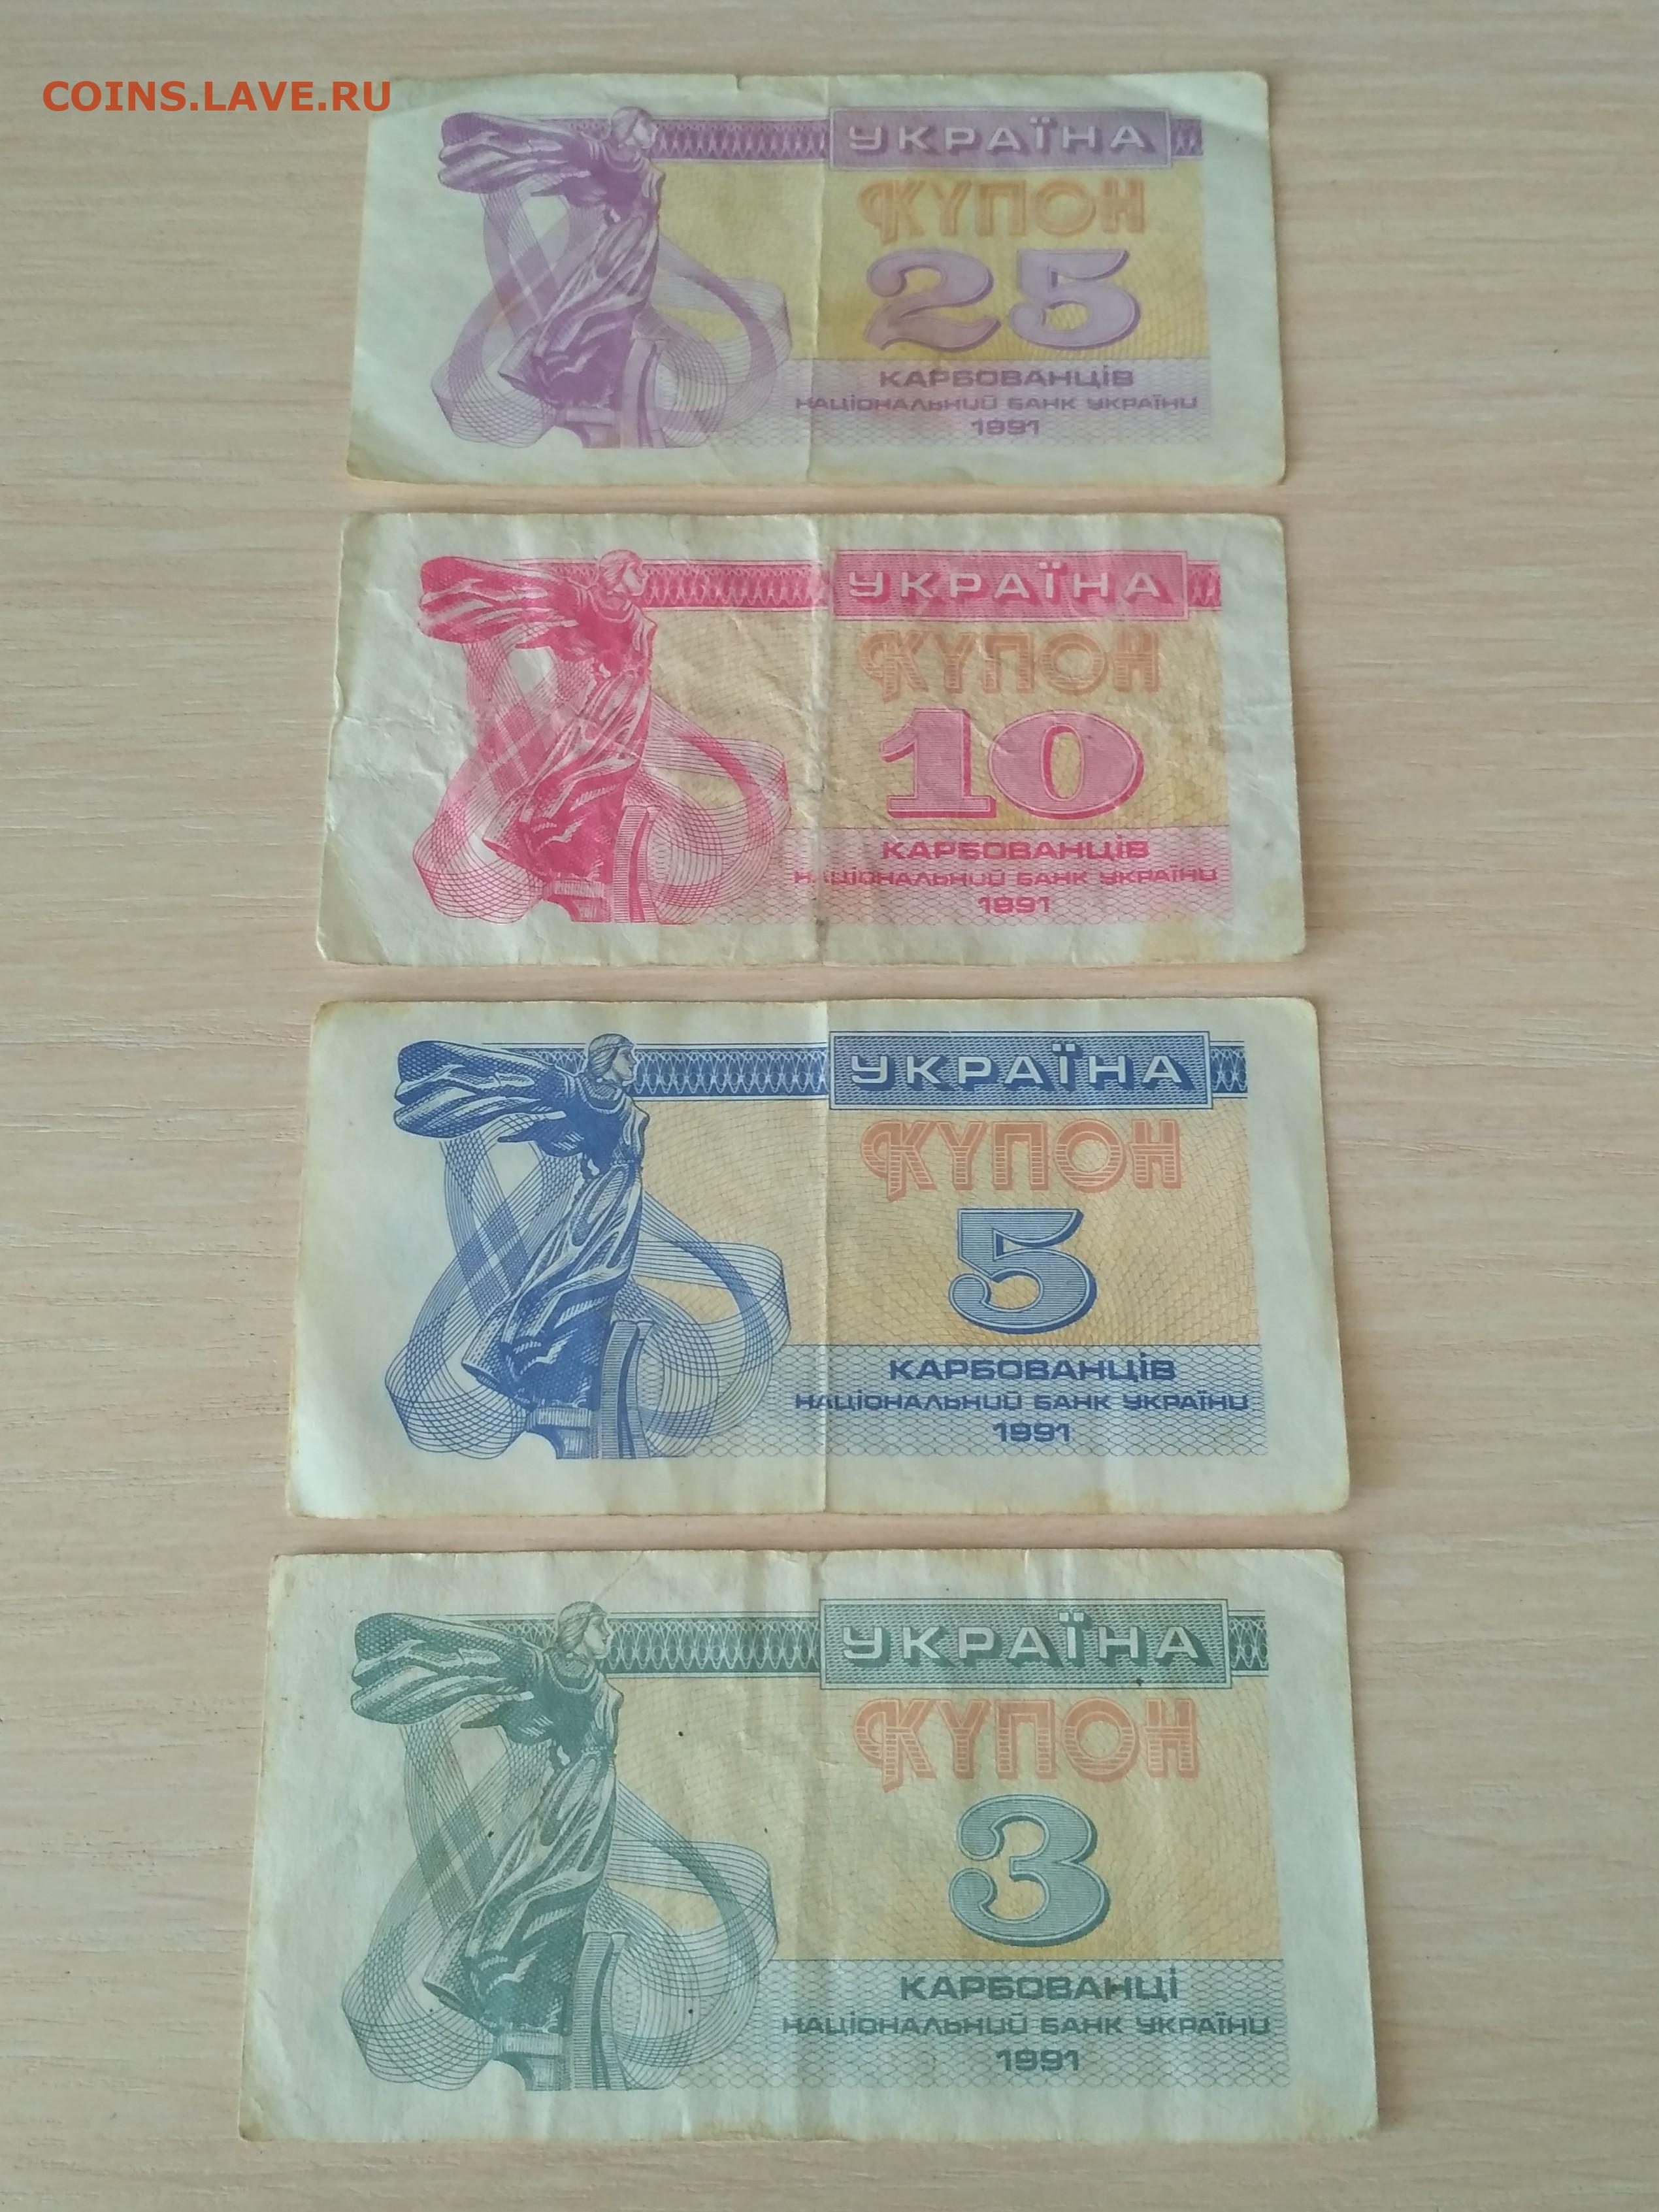 COINS.LAVE.RU
УКРАЇНА
КУПОН
25
КАРБОВАНЦІВ
НАЦІОНАЛЬНИЙ БАНК УКРАЇНИ
1991
УКРАЇНА
КУПОН
10
КАРБОВАНЦІВ
НАЦІОНАЛЬНИЙ БАНК УКРАЇНИ
1991
УКРАЇНА
КУПОН
5
КАРБОВАНЦІВ
НАЦІОНАЛЬНИЙ БАНК УКРАЇНИ
1991
УКРАЇНА
КУПОН
3
КАРБОВАНЦІ
НАЦІОНАЛЬНИЙ БАНК УКРАЇНИ
1991